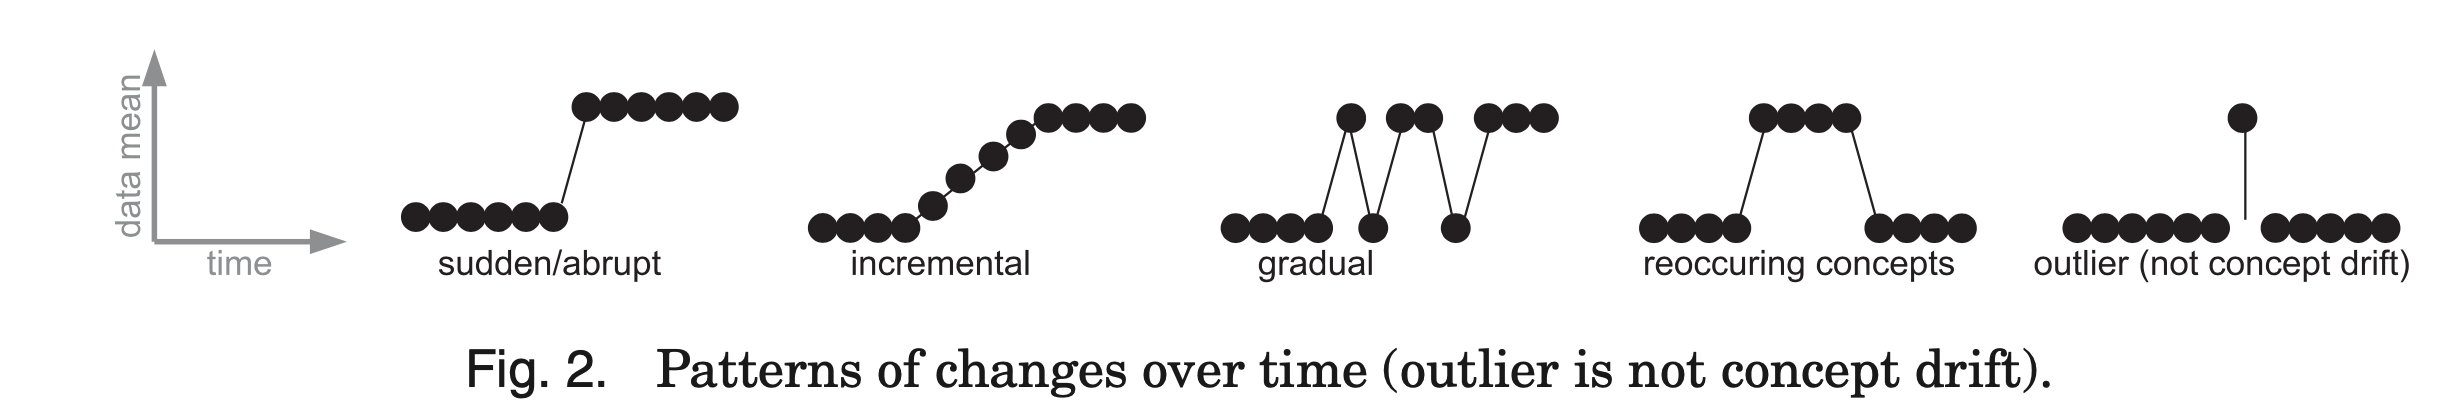 data mean
time
sudden/abrupt
incremental
gradual
reoccuring concepts
outlier (not concept drift)
Fig. 2. Patterns of changes over time (outlier is not concept drift).